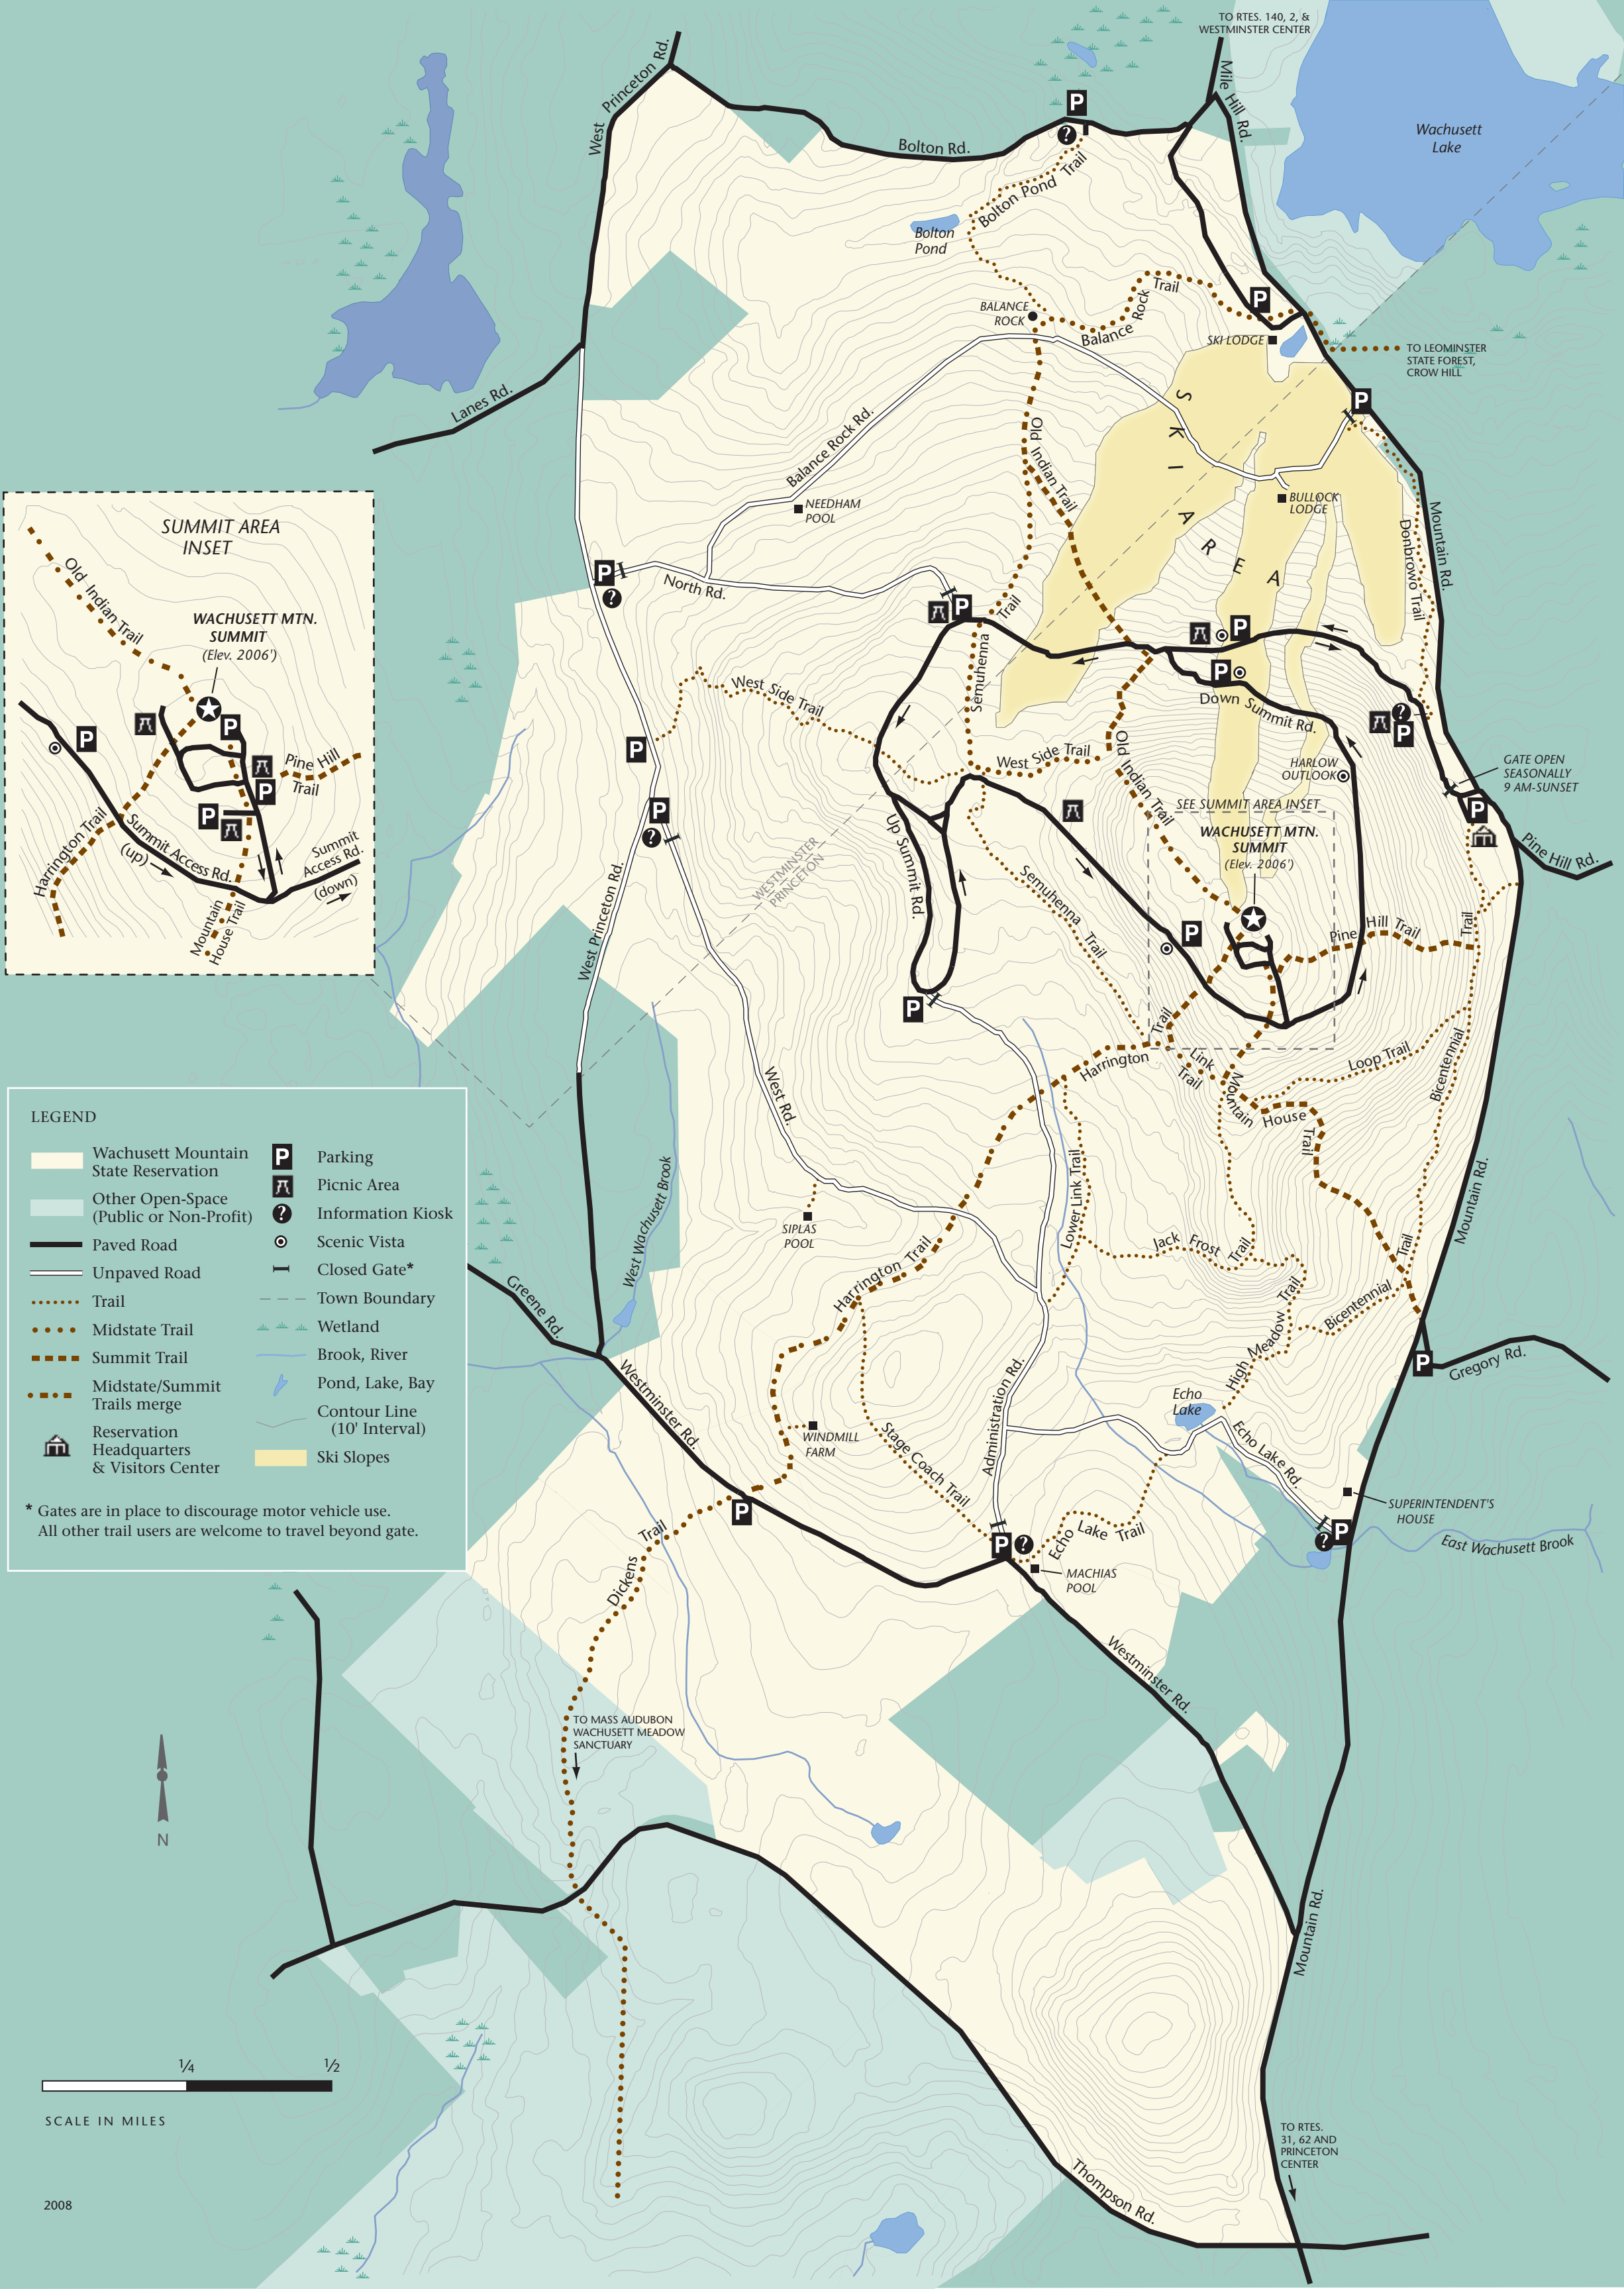 TO RTES. 140, 2, &
WESTMINSTER CENTER
West Princeton Rd.
Mile Hill Rd.
Wachusett
Lake
Bolton Rd.
Bolton Pond Trail
Bolton
Pond
BALANCE
ROCK
Balance Rock Trail
SKI LODGE
TO LEOMINSTER
STATE FOREST,
CROW HILL
Lanes Rd.
Balance Rock Rd.
Old Indian Trail
SKI AREA
NEEDHAM
POOL
BULLOCK
LODGE
Donbrowo Trail
Mountain Rd.
North Rd.
Semuhenna Trail
West Side Trail
West Side Trail
Down Summit Rd.
Old Indian Trail
HARLOW
OUTLOOK
GATE OPEN
SEASONALLY
9 AM-SUNSET
SEE SUMMIT AREA INSET
WACHUSETT MTN.
SUMMIT
(Elev. 2006')
Pine Hill Rd.
Up Summit Rd.
WESTMINSTER
PRINCETON
Semuhenna Trail
West Princeton Rd.
Pine Hill Trail
Trail
Harrington Trail
Link
Trail
Loop Trail
Bicentennial
Mountain House Trail
West Rd.
Lower Link Trail
West Wachusett Brook
SIPLAS
POOL
Jack Frost Trail
Mountain Rd.
Harrington Trail
High Meadow Trail
Bicentennial Trail
Greene Rd.
Gregory Rd.
Westminster Rd.
Administration Rd.
Echo
Lake
WINDMILL
FARM
Stage Coach Trail
Echo Lake Rd.
SUPERINTENDENT'S
HOUSE
Echo Lake Trail
East Wachusett Brook
MACHIAS
POOL
Dickens Trail
Westminster Rd.
TO MASS AUDUBON
WACHUSETT MEADOW
SANCTUARY
Mountain Rd.
TO RTES.
31, 62 AND
PRINCETON
CENTER
Thompson Rd.
SUMMIT AREA
INSET
Old Indian Trail
WACHUSETT MTN.
SUMMIT
(Elev. 2006')
Pine Hill
Trail
Harrington Trail
Summit Access Rd.
(up)
Summit
Access Rd.
(down)
Mountain
House Trail
LEGEND
Wachusett Mountain
State Reservation
Other Open-Space
(Public or Non-Profit)
Paved Road
Unpaved Road
Trail
Midstate Trail
Summit Trail
Midstate/Summit
Trails merge
Reservation
Headquarters
& Visitors Center
P Parking
Picnic Area
? Information Kiosk
Scenic Vista
Closed Gate*
Town Boundary
Wetland
Brook, River
Pond, Lake, Bay
Contour Line
(10' Interval)
Ski Slopes
* Gates are in place to discourage motor vehicle use.
All other trail users are welcome to travel beyond gate.
N
1/4 1/2
SCALE IN MILES
2008